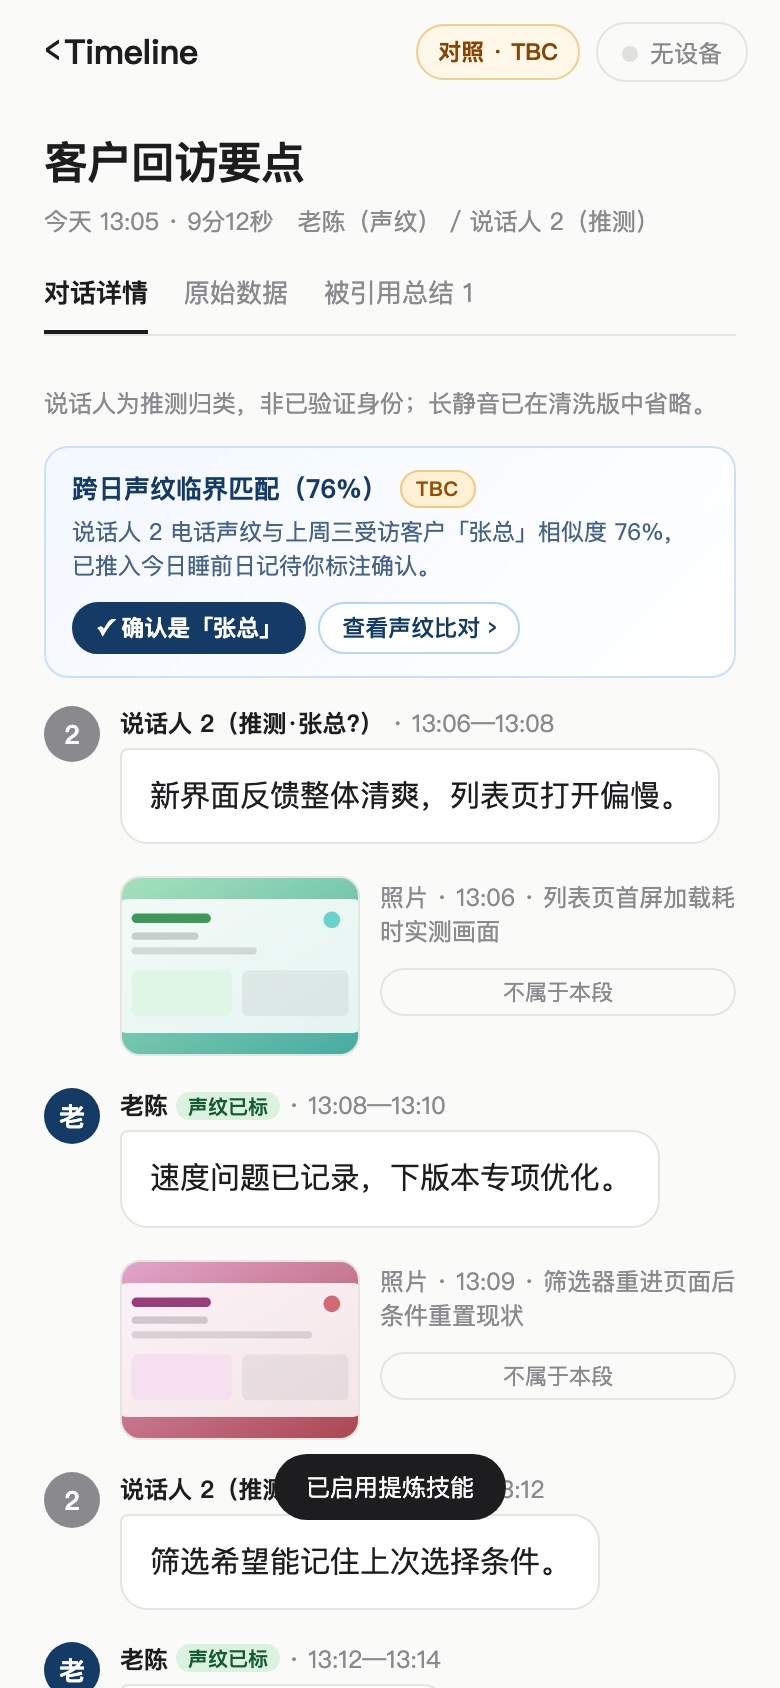 <Timeline
对照 · TBC
无设备
客户回访要点
今天 13:05 · 9分12秒 老陈（声纹） / 说话人 2（推测）
对话详情 原始数据 被引用总结 1
说话人为推测归类，非已验证身份；长静音已在清洗版中省略。
跨日声纹临界匹配（76%） TBC
说话人 2 电话声纹与上周三受访客户「张总」相似度 76%，
已推入今日睡前日记待你标注确认。
✓ 确认是「张总」 查看声纹比对 ›
2 说话人 2（推测·张总?） · 13:06—13:08
新界面反馈整体清爽，列表页打开偏慢。
照片 · 13:06 · 列表页首屏加载耗
时实测画面
不属于本段
老 老陈 声纹已标 · 13:08—13:10
速度问题已记录，下版本专项优化。
照片 · 13:09 · 筛选器重进页面后
条件重置现状
不属于本段
2 说话人 2（推测 3:12
已启用提炼技能
筛选希望能记住上次选择条件。
老 老陈 声纹已标 · 13:12—13:14